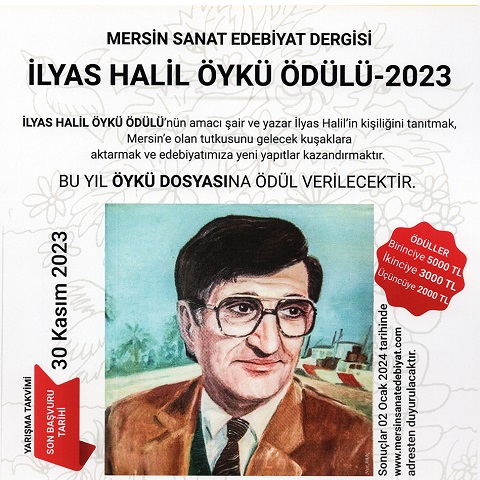 MERSİN SANAT EDEBİYAT DERGİSİ
İLYAS HALİL ÖYKÜ ÖDÜLÜ-2023
İLYAS HALİL ÖYKÜ ÖDÜLÜ'nün amacı şair ve yazar İlyas Halil'in kişiliğini tanıtmak,
Mersin'e olan tutkusunu gelecek kuşaklara
aktarmak ve edebiyatımıza yeni yapıtlar kazandırmaktır.
BU YIL ÖYKÜ DOSYASINA ÖDÜL VERİLECEKTİR.
YARIŞMA TAKVİMİ
SON BAŞVURU
TARİHİ
30 Kasım 2023
ÖDÜLLER
Birinciye 5000 TL
İkinciye 3000 TL
Üçüncüye 2000 TL
Sonuçlar 02 Ocak 2024 tarihinde
www.mersinsanatedebiyat.com
adresten duyurulacaktır.